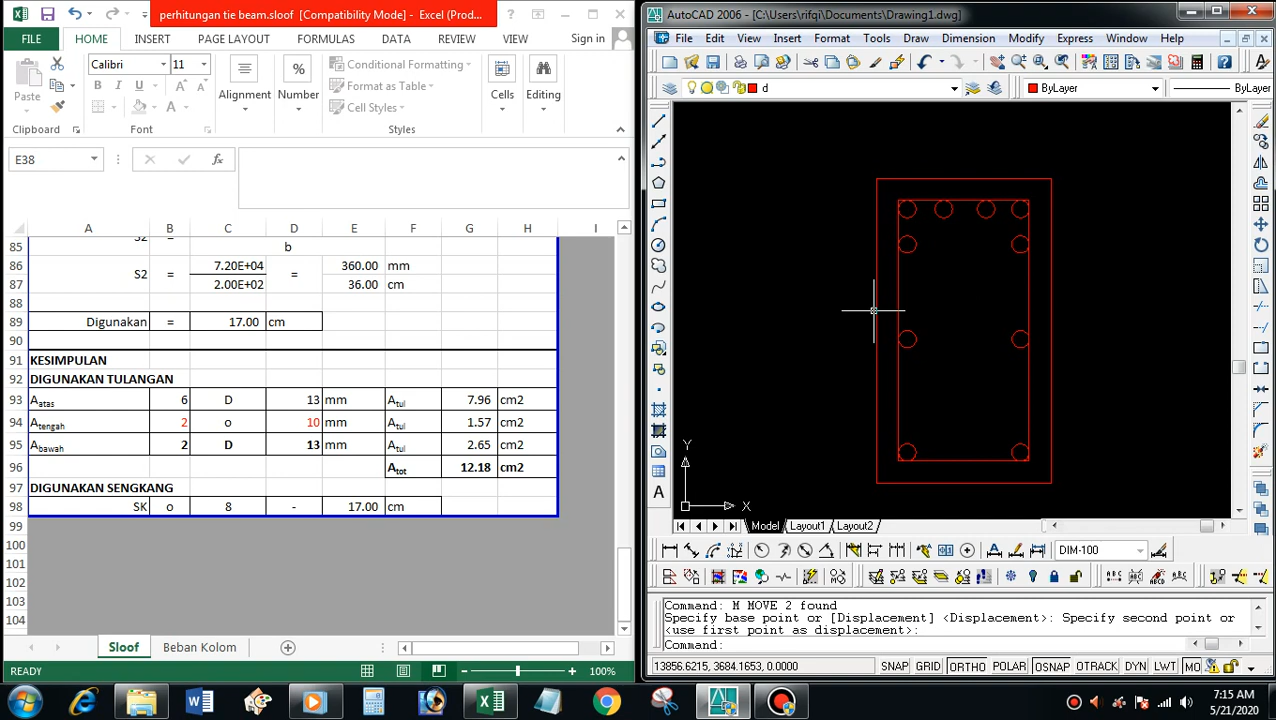 perhitungan tie beam.sloof [Compatibility Mode] - Excel (Prod...
FILE HOME INSERT PAGE LAYOUT FORMULAS DATA REVIEW VIEW Sign in
Paste
Calibri 11
B I U
A
Alignment
%
Number
Conditional Formatting
Format as Table
Cell Styles
Cells
Editing
Clipboard Font Styles
E38
fx
A B C D E F G H I
85 b
86 S2 = 7.20E+04 = 360.00 mm
87 2.00E+02 36.00 cm
88
89 Digunakan = 17.00 cm
90
91 KESIMPULAN
92 DIGUNAKAN TULANGAN
93 Aatas 6 D 13 mm Atul 7.96 cm2
94 Atengah 2 o 10 mm Atul 1.57 cm2
95 Abawah 2 D 13 mm Atul 2.65 cm2
96 Atot 12.18 cm2
97 DIGUNAKAN SENGKANG
98 SK o 8 - 17.00 cm
99
100
101
102
103
104
Sloof Beban Kolom
READY 100%
AutoCAD 2006 - [C:\Users\rifqi\Documents\Drawing1.dwg]
File Edit View Insert Format Tools Draw Dimension Modify Express Window Help
d ByLayer ByLayer
A
Y
X
Model Layout1 Layout2
DIM-100
Command: M MOVE 2 found
Specify base point or [Displacement] <Displacement>: Specify second point or
<use first point as displacement>:
Command:
13856.6215, 3684.1653, 0.0000 SNAP GRID ORTHO POLAR OSNAP OTRACK DYN LWT MO
7:15 AM
5/21/2020